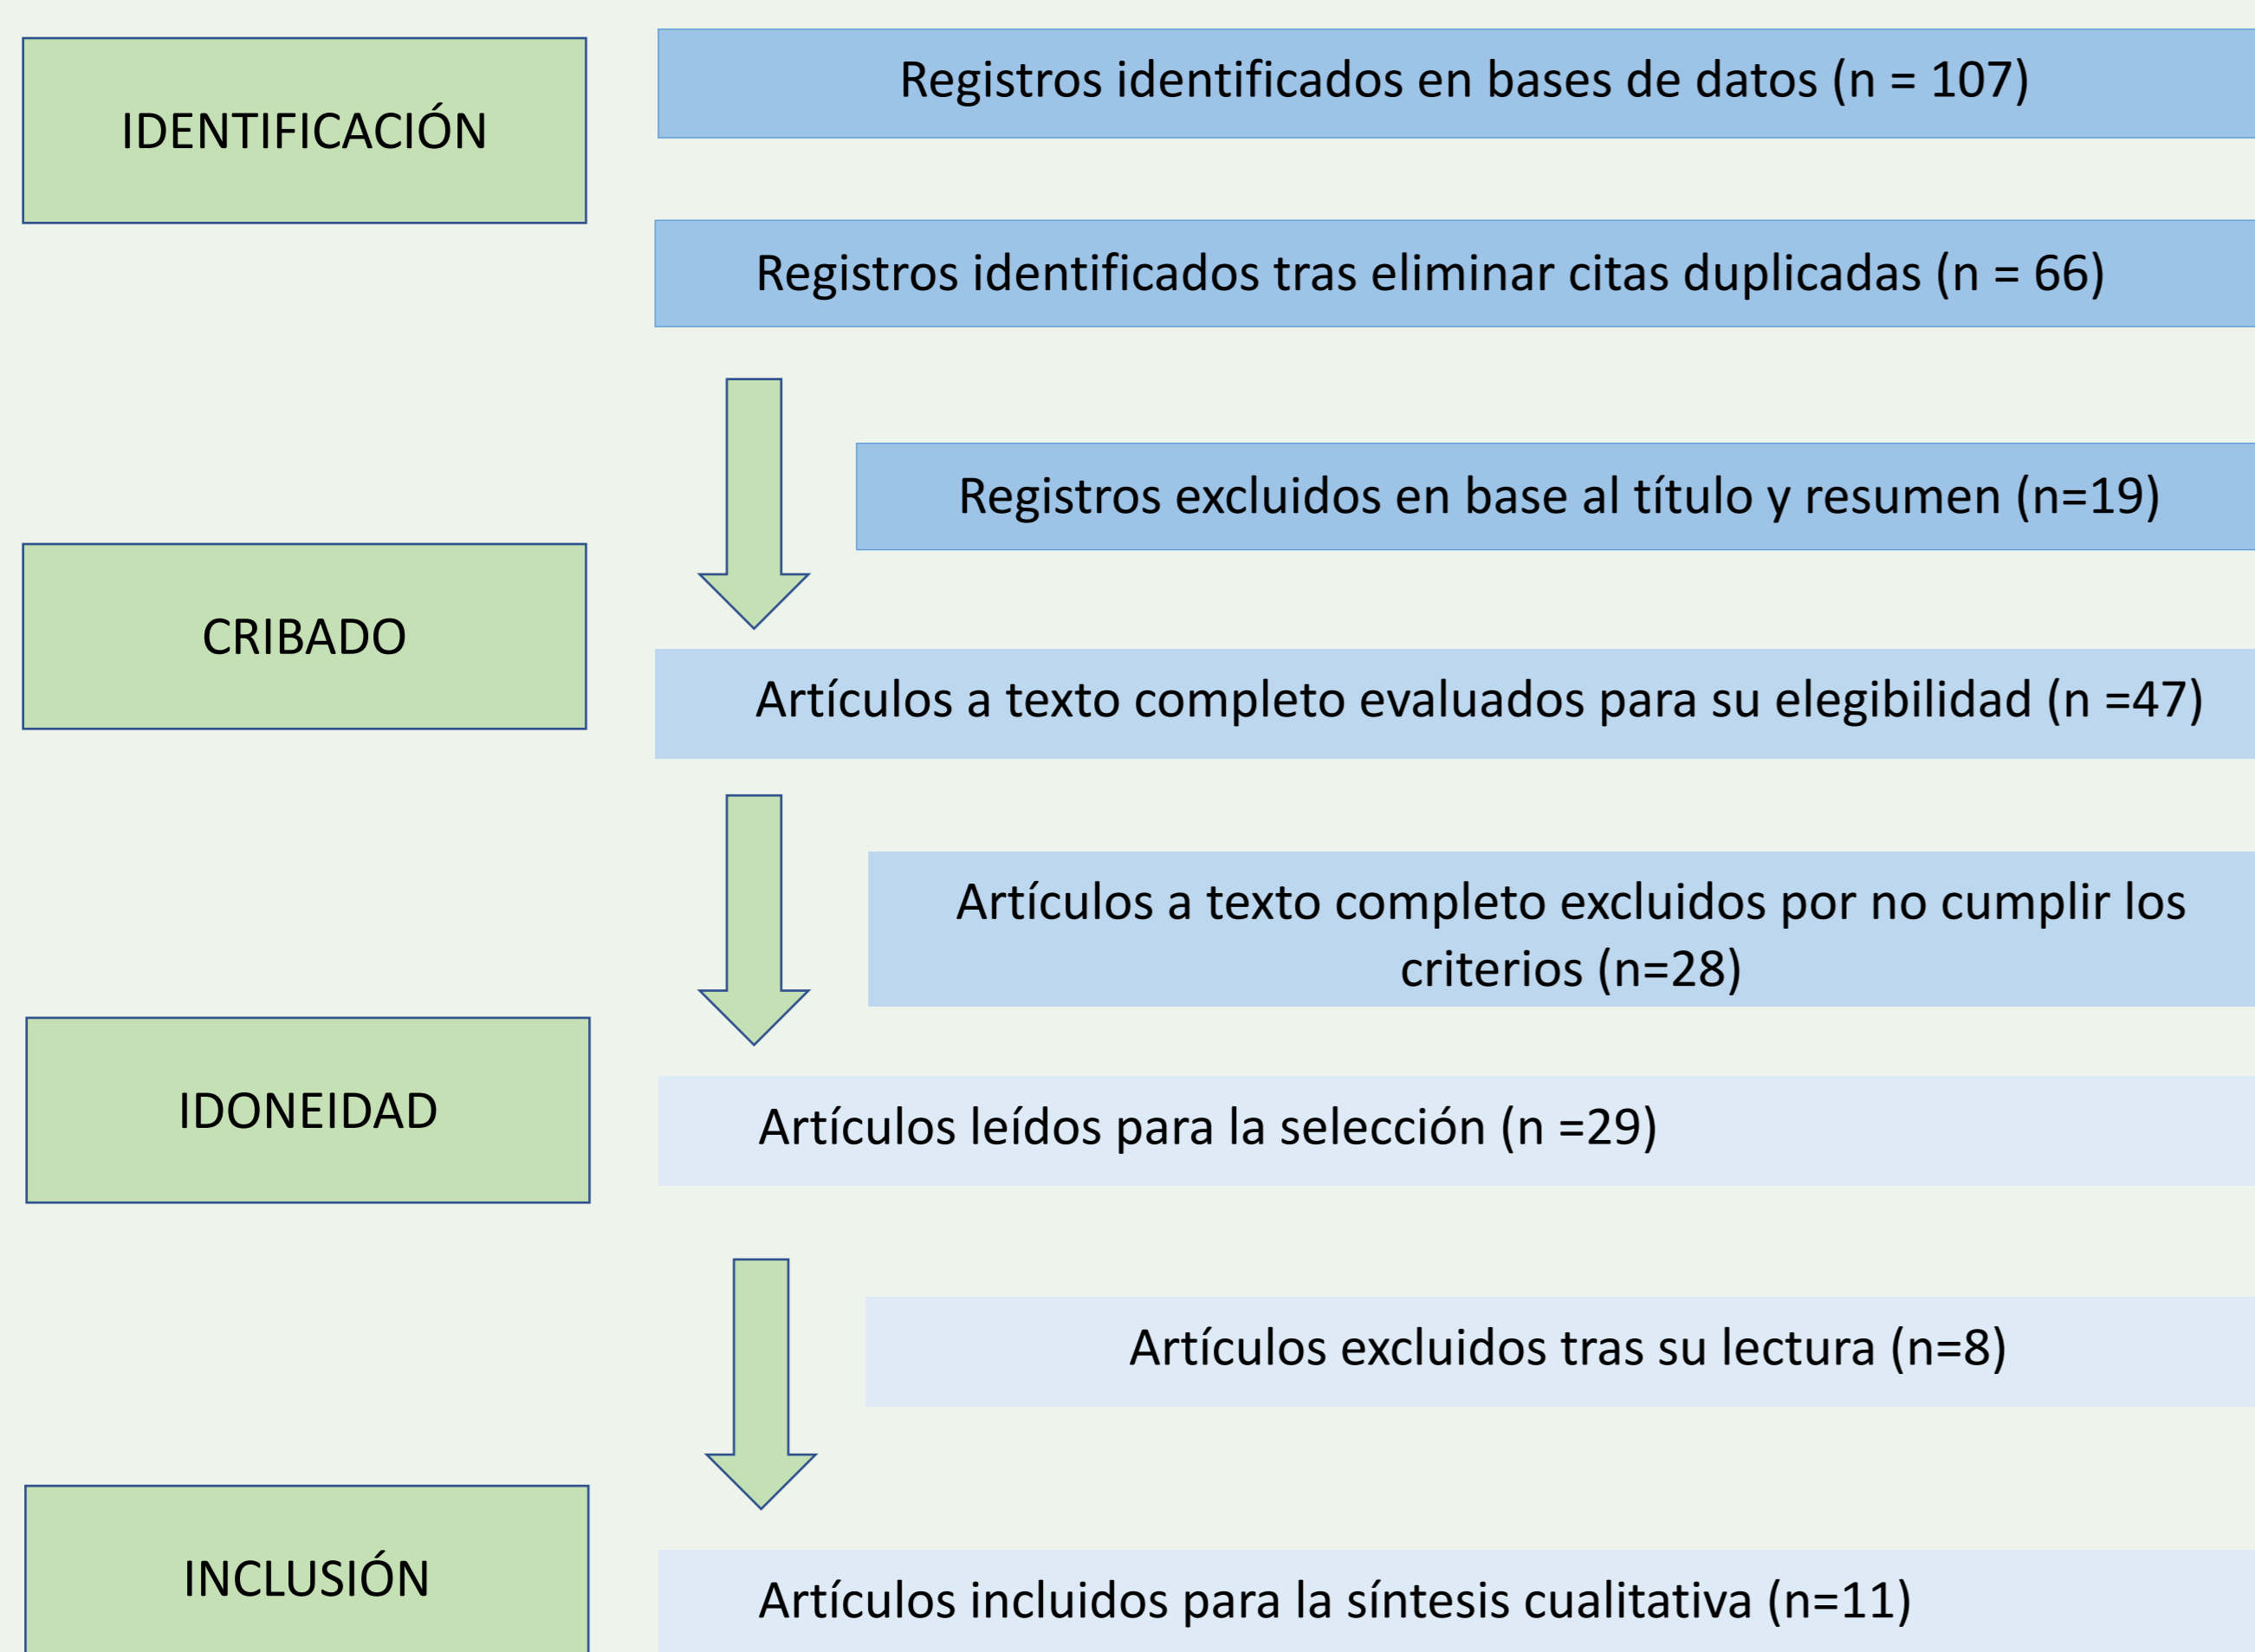 IDENTIFICACIÓN
Registros identificados en bases de datos (n = 107)
Registros identificados tras eliminar citas duplicadas (n = 66)
Registros excluidos en base al título y resumen (n=19)
CRIBADO
Artículos a texto completo evaluados para su elegibilidad (n =47)
Artículos a texto completo excluidos por no cumplir los
criterios (n=28)
IDONEIDAD
Artículos leídos para la selección (n =29)
Artículos excluidos tras su lectura (n=8)
INCLUSIÓN
Artículos incluidos para la síntesis cualitativa (n=11)